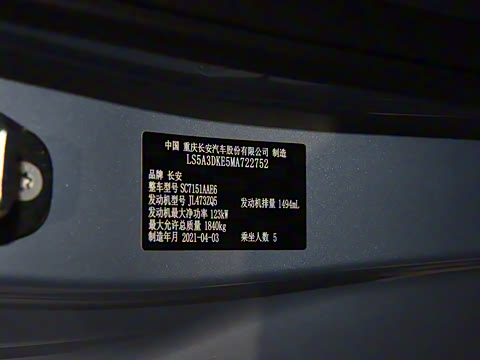 中国 重庆长安汽车股份有限公司 制造
LS5A3DKE5MA722752
品牌 长安
整车型号 SC7151AAE6
发动机型号 JL473ZQ5 发动机排量 1494mL
发动机最大净功率 123kW
最大允许总质量 1840kg
制造年月 2021-04-03 乘坐人数 5